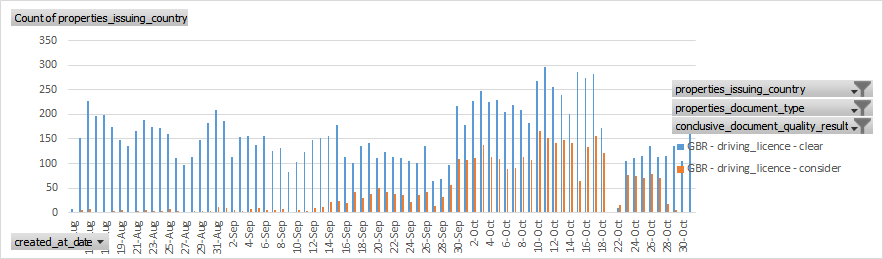 Count of properties_issuing_country
350
300
250
200
150
100
50
0
properties_issuing_country
properties_document_type
conclusive_document_quality_result
GBR - driving_licence - clear
GBR - driving_licence - consider
19-Aug
21-Aug
23-Aug
25-Aug
27-Aug
29-Aug
31-Aug
2-Sep
4-Sep
6-Sep
8-Sep
10-Sep
12-Sep
14-Sep
16-Sep
18-Sep
20-Sep
22-Sep
24-Sep
26-Sep
28-Sep
30-Sep
2-Oct
4-Oct
6-Oct
8-Oct
10-Oct
12-Oct
14-Oct
16-Oct
18-Oct
22-Oct
24-Oct
26-Oct
28-Oct
30-Oct
created_at_date